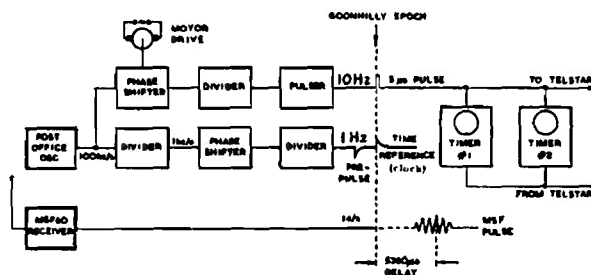 GOONHILLY EPOCH
MOTOR
DRIVE
PHASE
SHIFTER
DIVIDER
PULSER
10Hz
5 µs PULSE
TO TELSTAR
POST
OFFICE
OSC
100kc/s
DIVIDER
1kc/s
PHASE
SHIFTER
DIVIDER
1Hz
PRE-
PULSE
TIME
REFERENCE
(clock)
TIMER
#1
TIMER
#2
FROM TELSTAR
MSF60
RECEIVER
1c/s
MSF
PULSE
DELAY